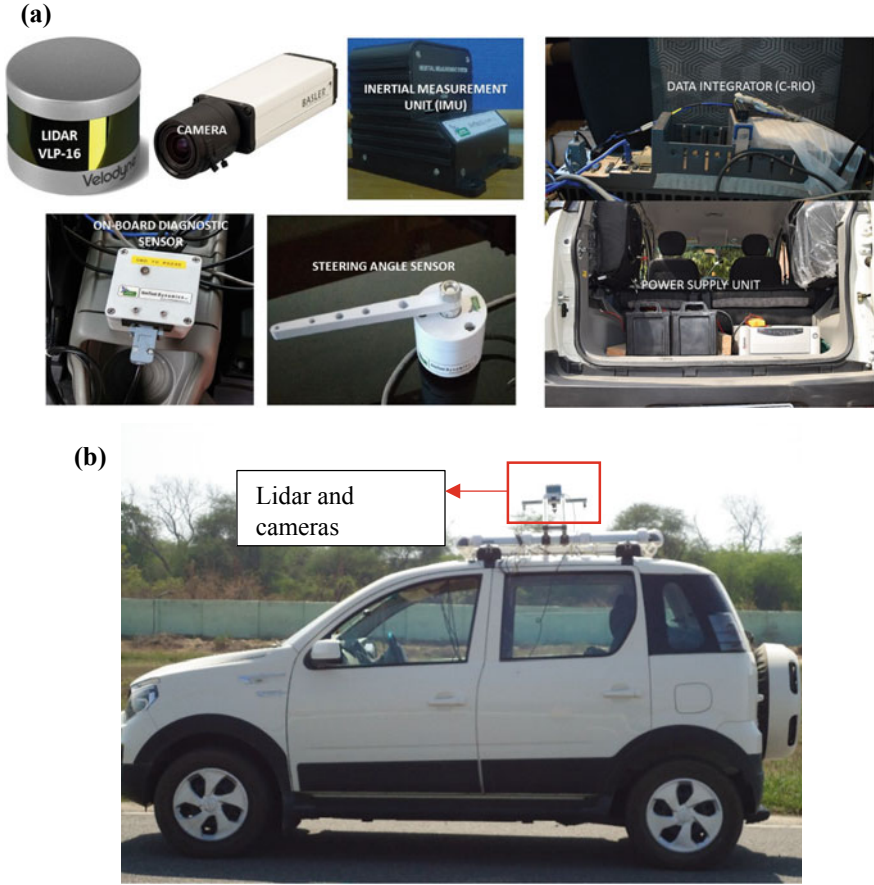 (a)
LIDAR
VLP-16
Velodyne
CAMERA
BASLER
INERTIAL MEASUREMENT
UNIT (IMU)
DATA INTEGRATOR (C-RIO)
ON-BOARD DIAGNOSTIC
SENSOR
STEERING ANGLE SENSOR
POWER SUPPLY UNIT
(b)
Lidar and
cameras